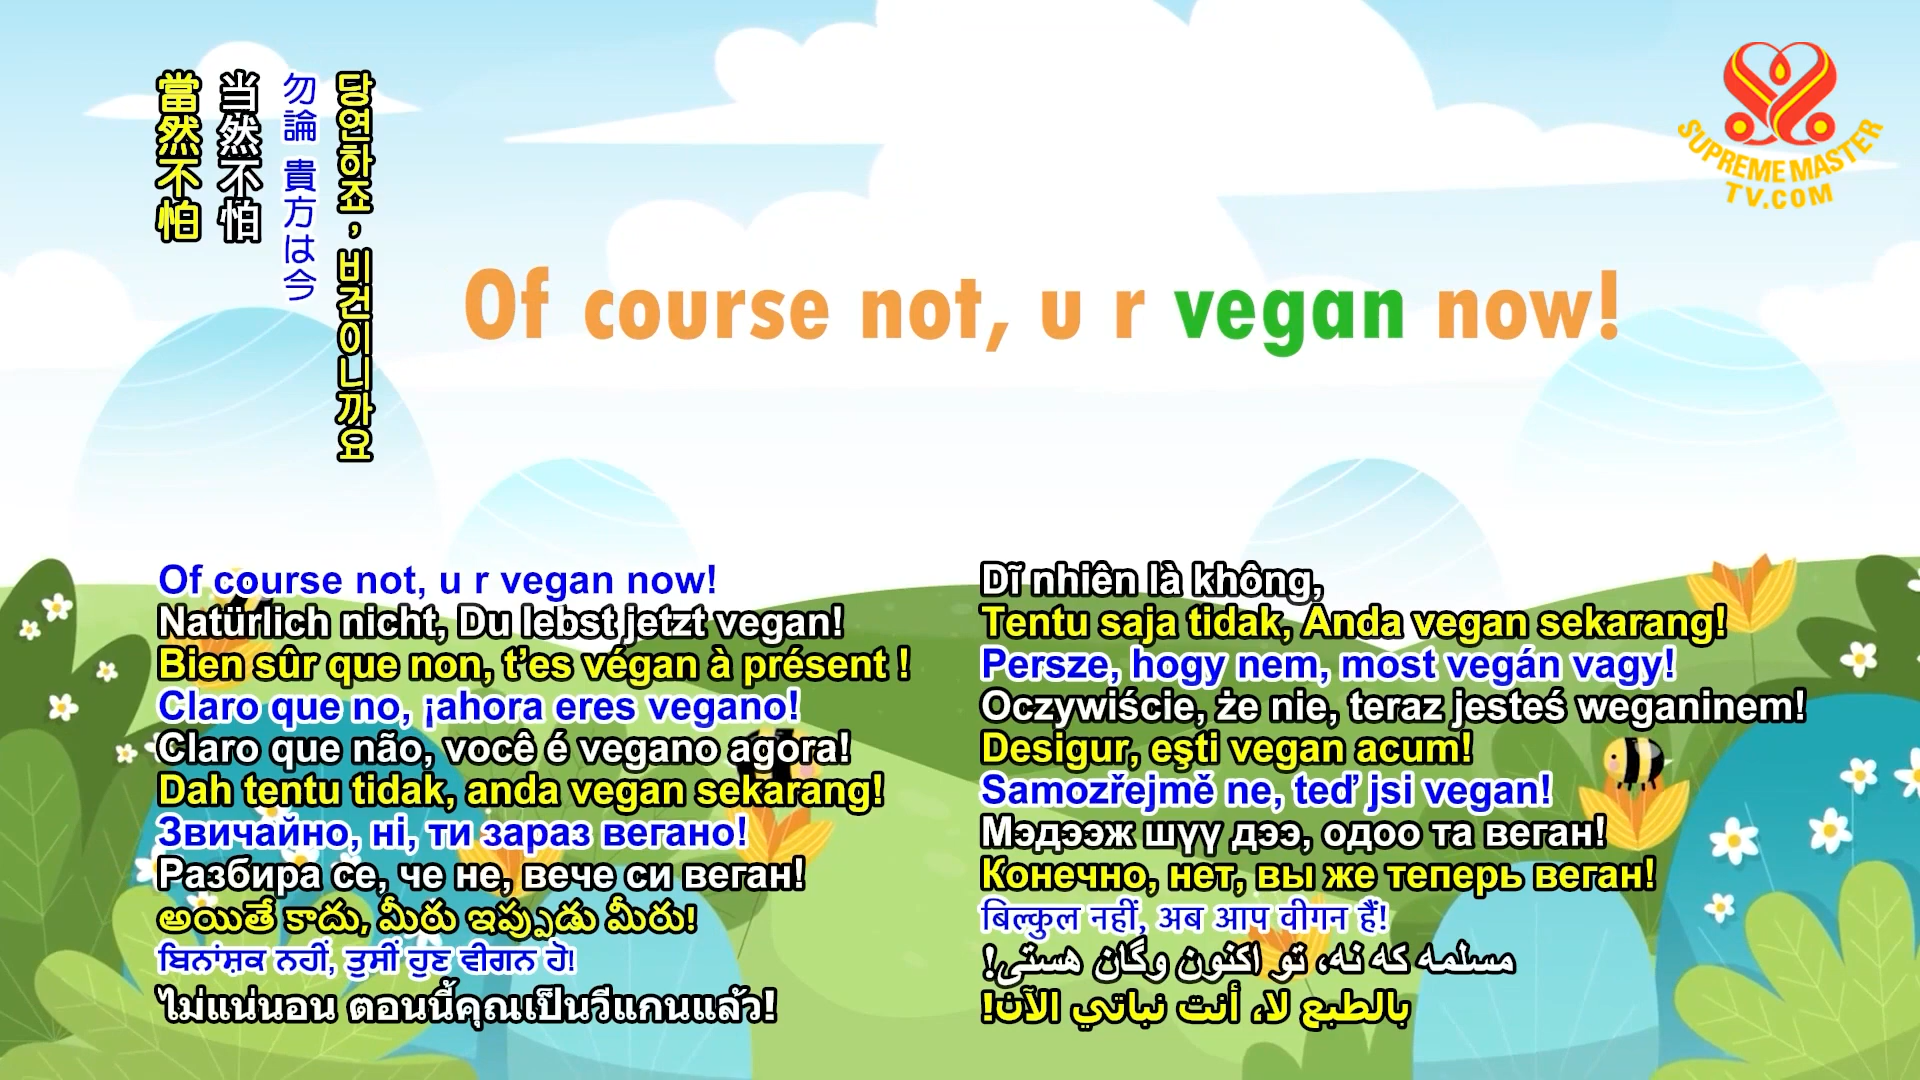 當然不怕
当然不怕
勿論 貴方は今
당연하죠, 비건이니까요
SUPREME MASTER
TV.COM
Of course not, u r vegan now!
Of course not, u r vegan now!
Natürlich nicht, Du lebst jetzt vegan!
Bien sûr que non, t'es végan à présent !
Claro que no, ¡ahora eres vegano!
Claro que não, você é vegano agora!
Dah tentu tidak, anda vegan sekarang!
Звичайно, ні, ти зараз вегано!
Разбира се, че не, вече си веган!
అయితే కాదు, మీరు ఇప్పుడు మీరు!
ਬਿਨਾਂਸ਼ਕ ਨਹੀਂ, ਤੁਸੀਂ ਹੁਣ ਵੀਗਨ ਹੋ!
ไม่แน่นอน ตอนนี้คุณเป็นวีแกนแล้ว!
Dĩ nhiên là không,
Tentu saja tidak, Anda vegan sekarang!
Persze, hogy nem, most vegán vagy!
Oczywiście, że nie, teraz jesteś weganinem!
Desigur, eşti vegan acum!
Samozřejmě ne, teď jsi vegan!
Мэдээж шүү дээ, одоо та веган!
Конечно, нет, вы же теперь веган!
बिल्कुल नहीं, अब आप वीगन हैं!
مسلمه که نه، تو اکنون وگان هستی!
بالطبع لا، أنت نباتي الآن!